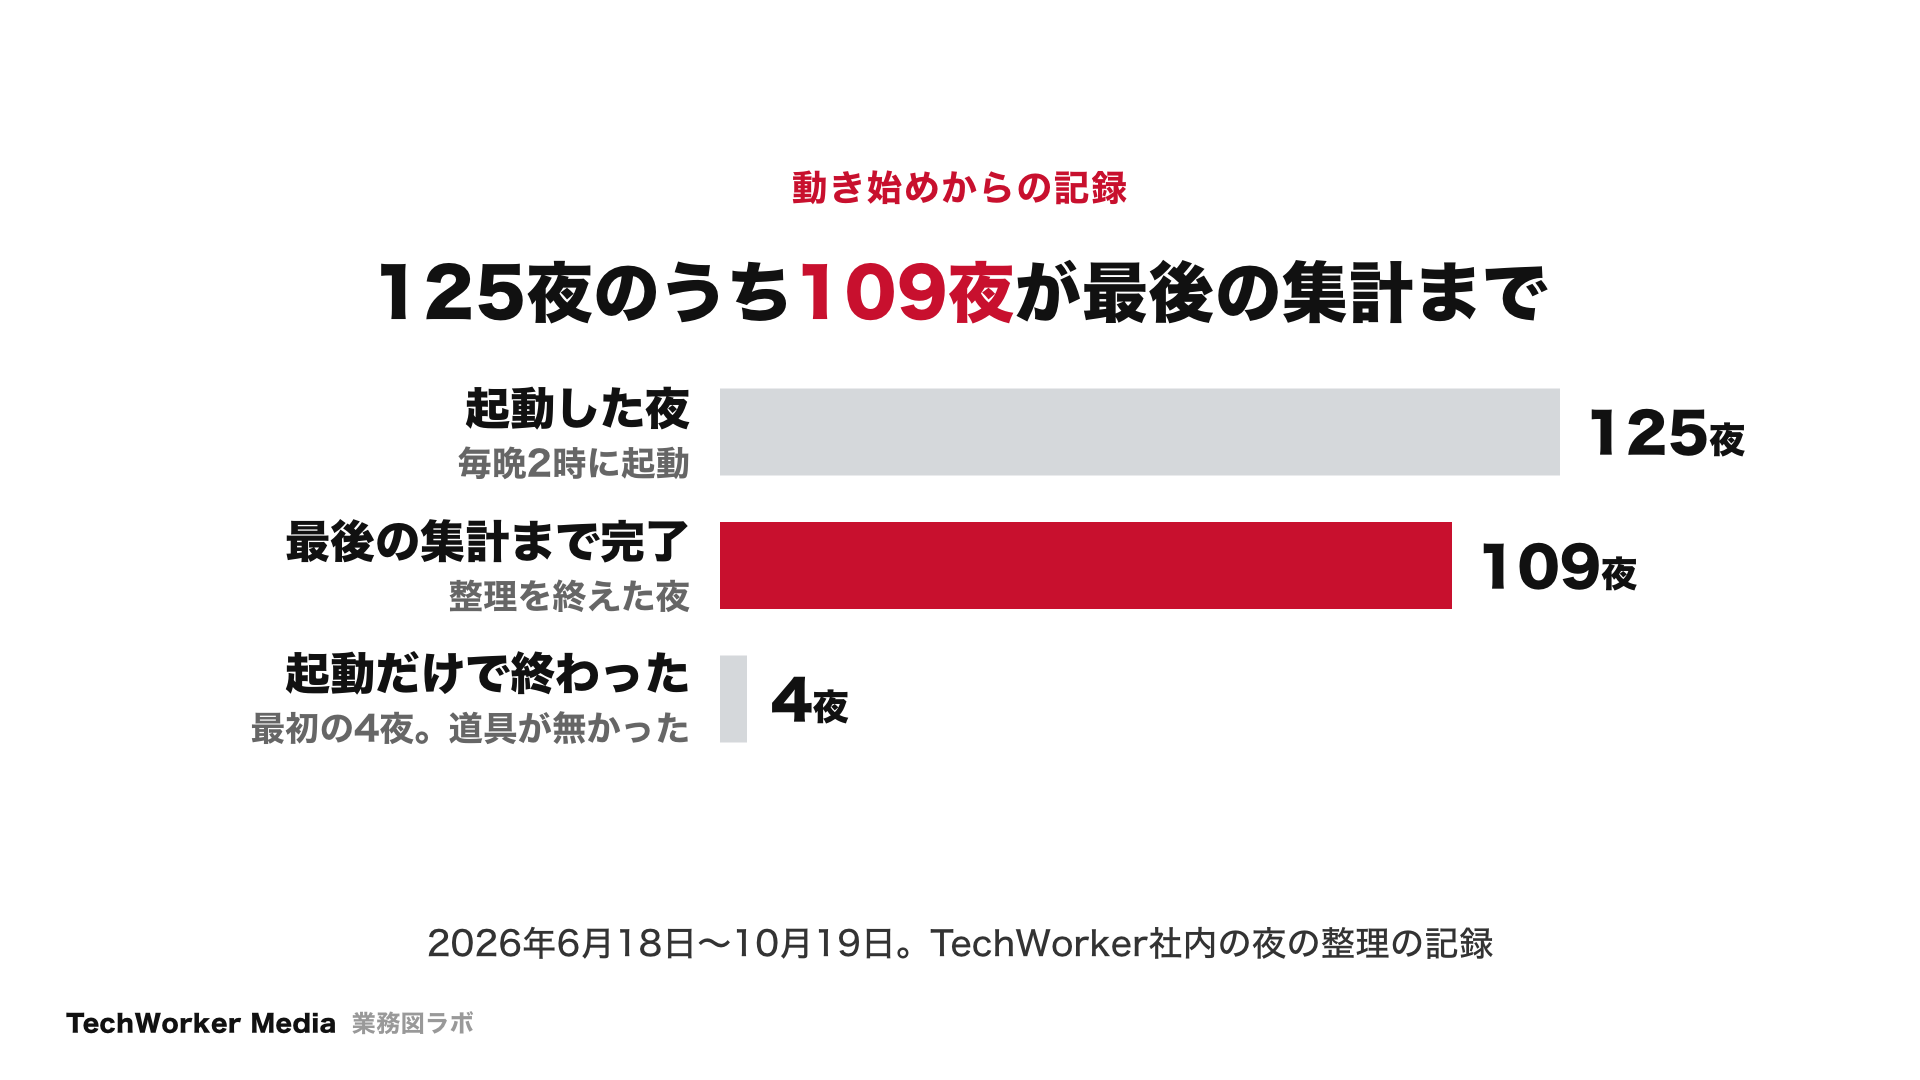 動き始めからの記録
125夜のうち109夜が最後の集計まで
起動した夜
毎晩2時に起動
125夜
最後の集計まで完了
整理を終えた夜
109夜
起動だけで終わった
最初の4夜。道具が無かった
4夜
2026年6月18日〜10月19日。TechWorker社内の夜の整理の記録
TechWorker Media 業務図ラボ